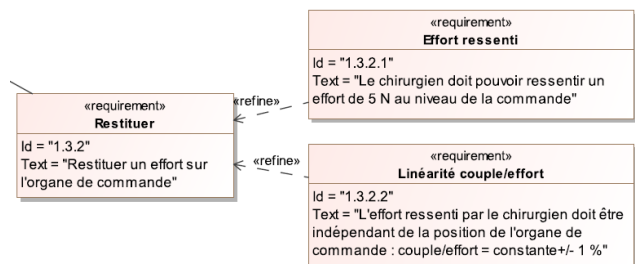 «requirement»
Restituer
Id = "1.3.2"
Text = "Restituer un effort sur
l'organe de commande"
«refine»
«refine»
«requirement»
Effort ressenti
Id = "1.3.2.1"
Text = "Le chirurgien doit pouvoir ressentir un
effort de 5 N au niveau de la commande"
«requirement»
Linéarité couple/effort
Id = "1.3.2.2"
Text = "L'effort ressenti par le chirurgien doit être
indépendant de la position de l'organe de
commande : couple/effort = constante+/- 1 %"